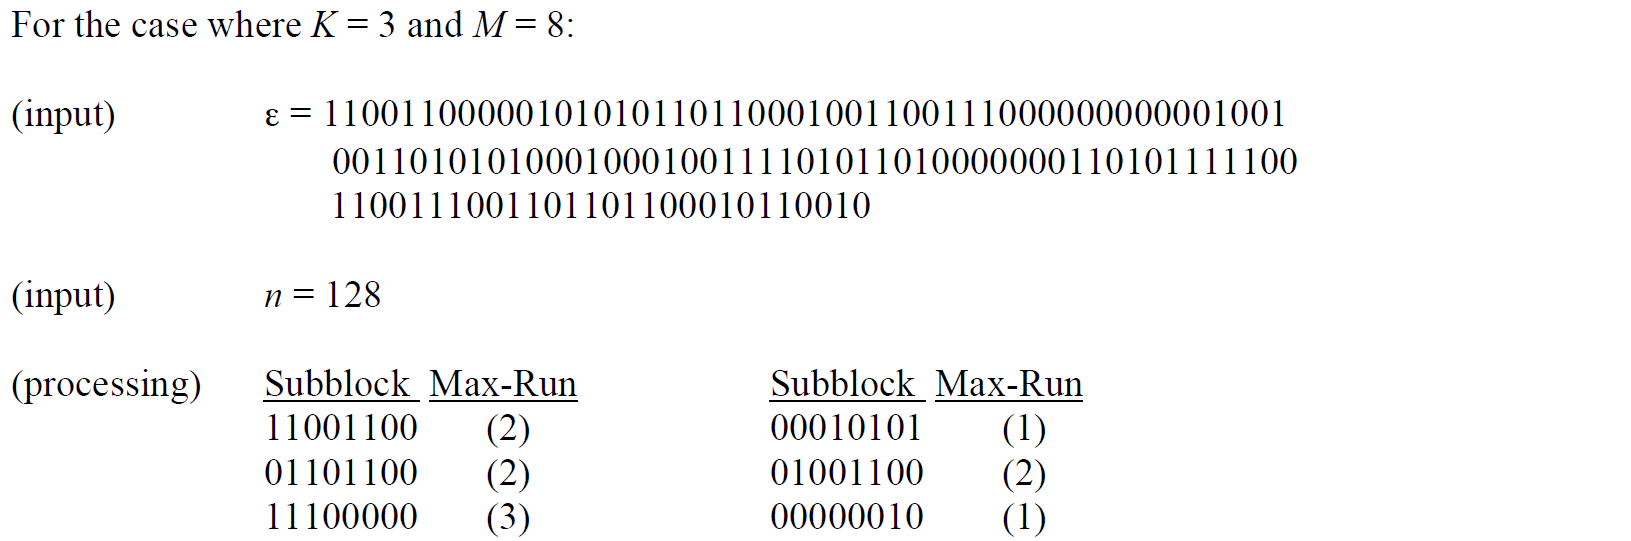 For the case where K = 3 and M = 8:
(input) ε = 11001100000101010110110001001100111000000000001001
00110101010001000100111101011010000000110101111100
1100111001101101100010110010
(input) n = 128
(processing) Subblock Max-Run Subblock Max-Run
11001100 (2) 00010101 (1)
01101100 (2) 01001100 (2)
11100000 (3) 00000010 (1)